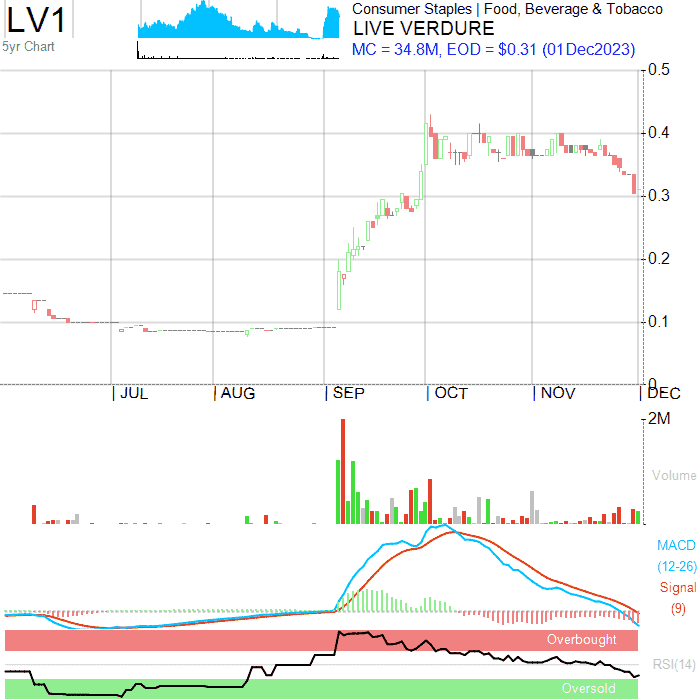 LV1
5yr Chart
Consumer Staples | Food, Beverage & Tobacco
LIVE VERDURE
MC = 34.8M, EOD = $0.31 (01Dec2023)
0.5
0.4
0.3
0.2
0.1
0
JUL
AUG
SEP
OCT
NOV
DEC
2M
Volume
MACD
(12-26)
Signal
(9)
Overbought
RSI(14)
Oversold